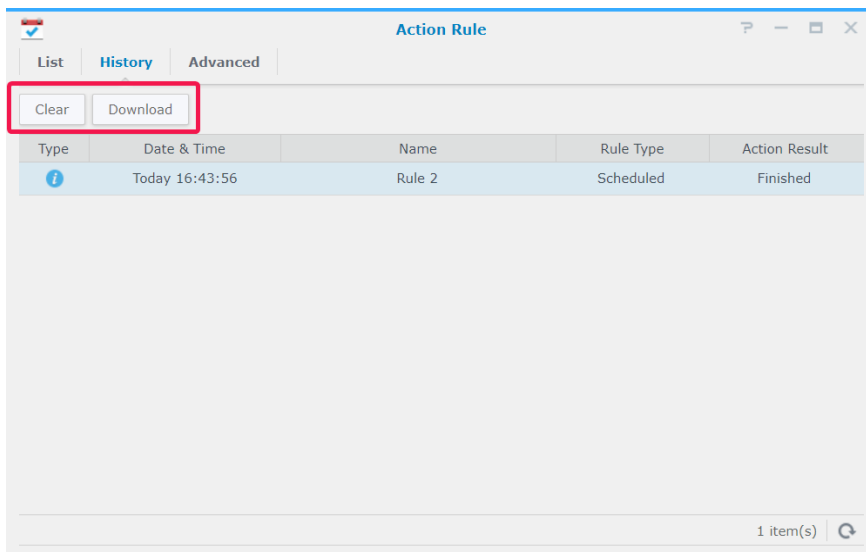 Action Rule
List History Advanced
Clear Download
Type Date & Time Name Rule Type Action Result
Today 16:43:56 Rule 2 Scheduled Finished
1 item(s)